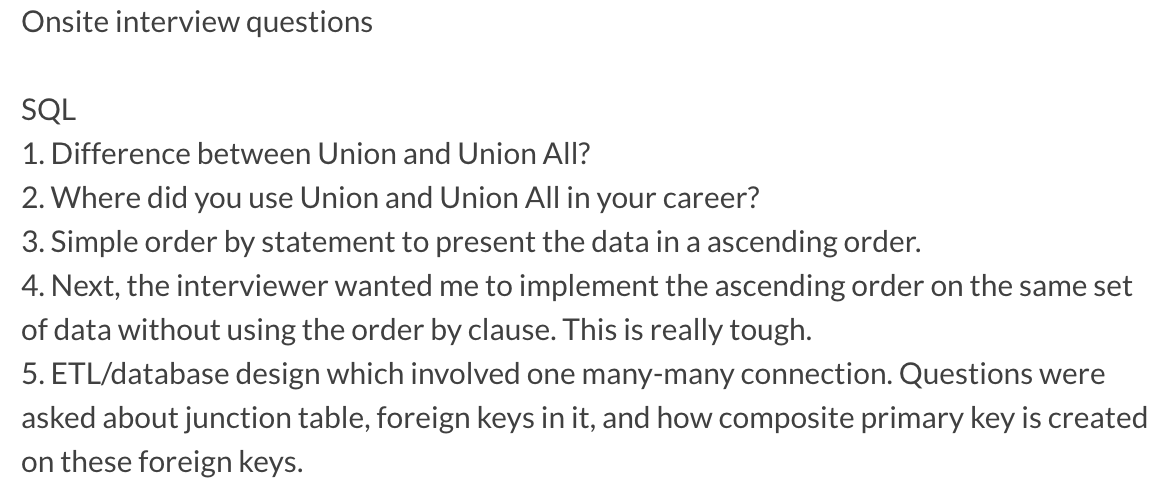 Onsite interview questions
SQL
1. Difference between Union and Union All?
2. Where did you use Union and Union All in your career?
3. Simple order by statement to present the data in a ascending order.
4. Next, the interviewer wanted me to implement the ascending order on the same set
of data without using the order by clause. This is really tough.
5. ETL/database design which involved one many-many connection. Questions were
asked about junction table, foreign keys in it, and how composite primary key is created
on these foreign keys.